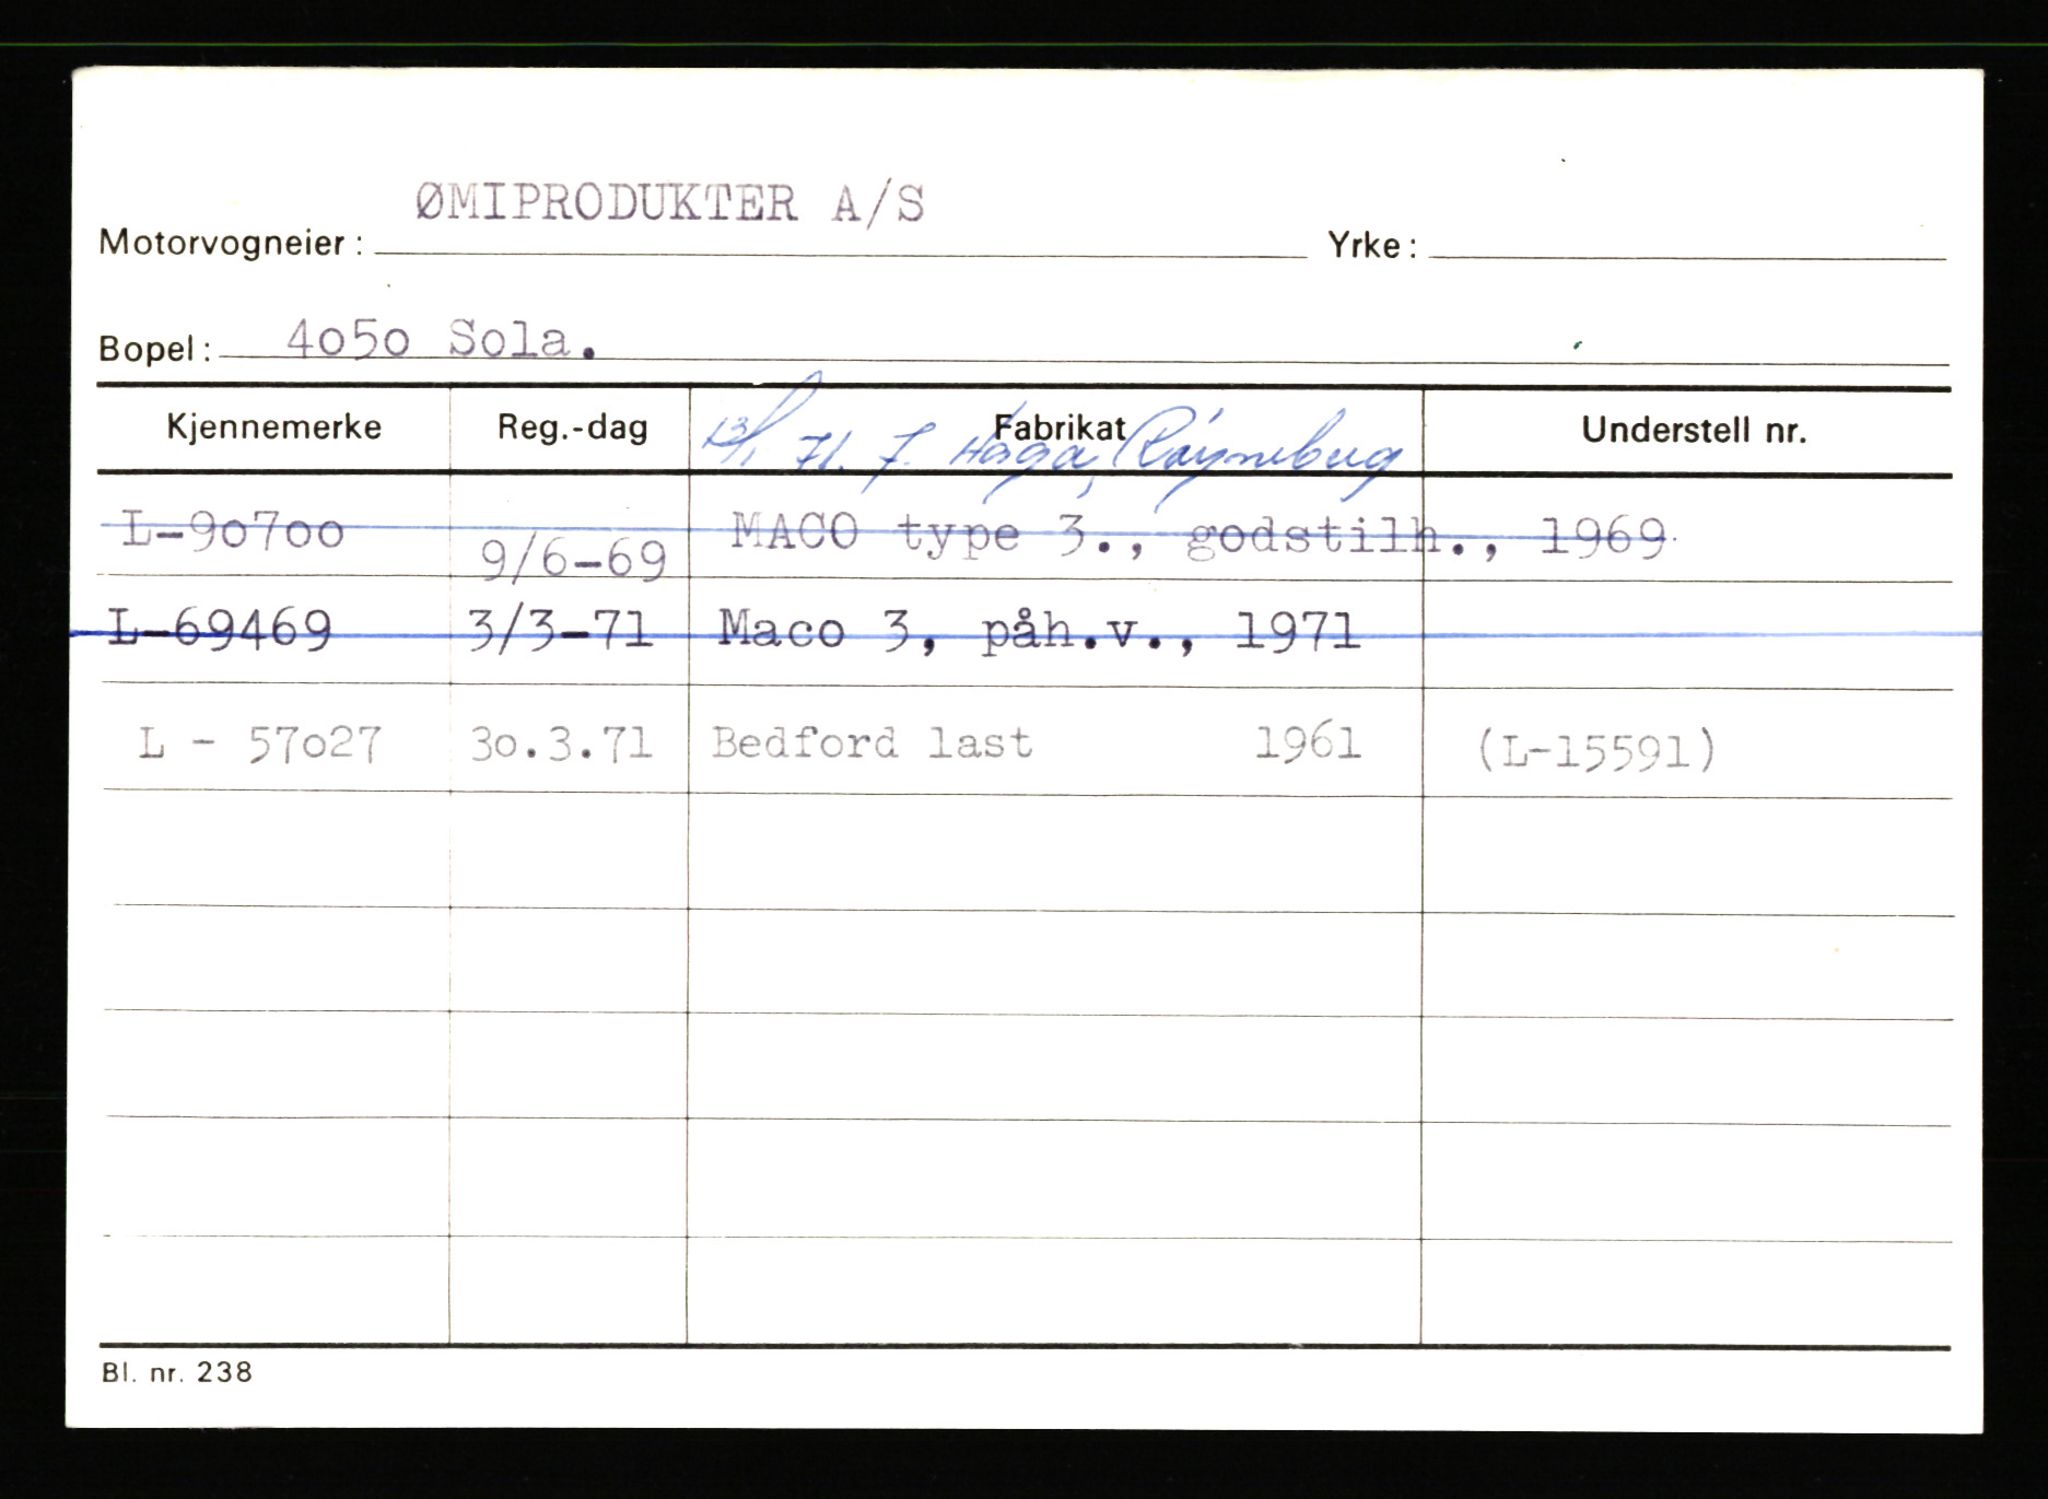 ØMIPRODUKTER A/S
Motorvogneier: Yrke:
Bopel: 4050 Sola.
Kjennemerke Reg.-dag Fabrikat Understell nr.
13/1 71. J. Haga,
L-90700 9/6-69 MACO type 3., godstilh., 1969
L-69469 3/3-71 Maco 3, påh.v., 1971
L - 57027 30.3.71 Bedford last 1961 (L-15591)
Bl. nr. 238